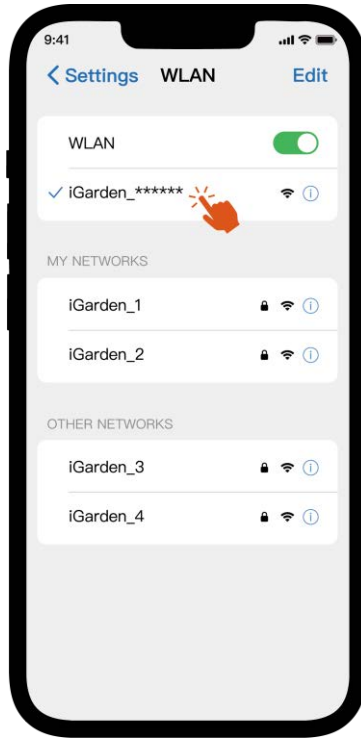 9:41
Settings WLAN Edit
WLAN
iGarden_******
MY NETWORKS
iGarden_1
iGarden_2
OTHER NETWORKS
iGarden_3
iGarden_4